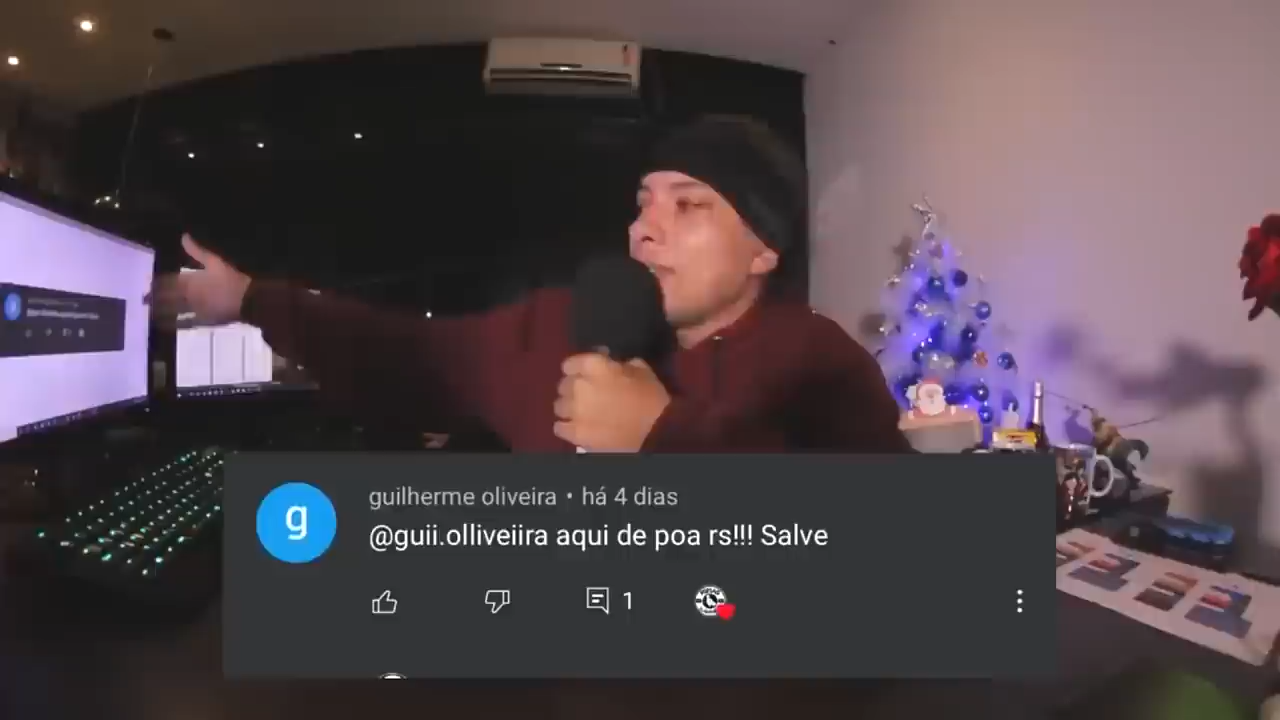 guilherme oliveira • há 4 dias
@guii.olliveiira aqui de poa rs!!! Salve
1